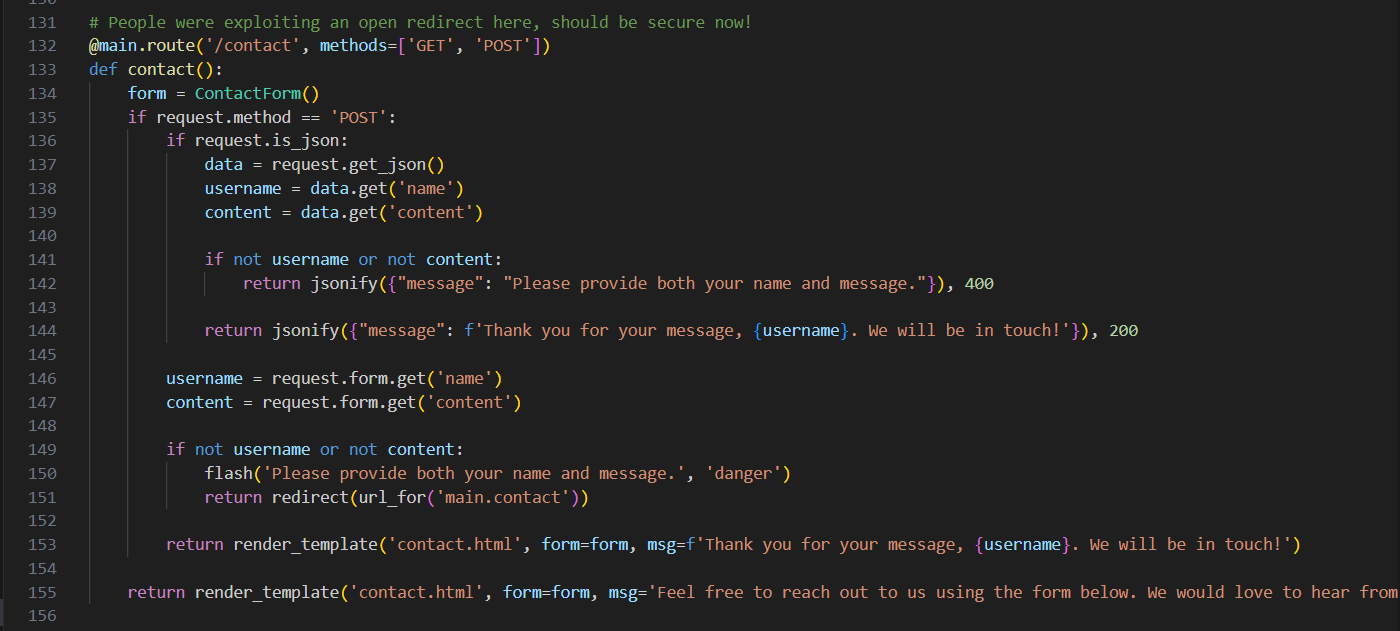 130
131 # People were exploiting an open redirect here, should be secure now!
132 @main.route('/contact', methods=['GET', 'POST'])
133 def contact():
134     form = ContactForm()
135     if request.method == 'POST':
136         if request.is_json:
137             data = request.get_json()
138             username = data.get('name')
139             content = data.get('content')
140
141             if not username or not content:
142                 return jsonify({"message": "Please provide both your name and message."}), 400
143
144             return jsonify({"message": f'Thank you for your message, {username}. We will be in touch!'}), 200
145
146         username = request.form.get('name')
147         content = request.form.get('content')
148
149         if not username or not content:
150             flash('Please provide both your name and message.', 'danger')
151             return redirect(url_for('main.contact'))
152
153         return render_template('contact.html', form=form, msg=f'Thank you for your message, {username}. We will be in touch!')
154
155     return render_template('contact.html', form=form, msg='Feel free to reach out to us using the form below. We would love to hear from
156